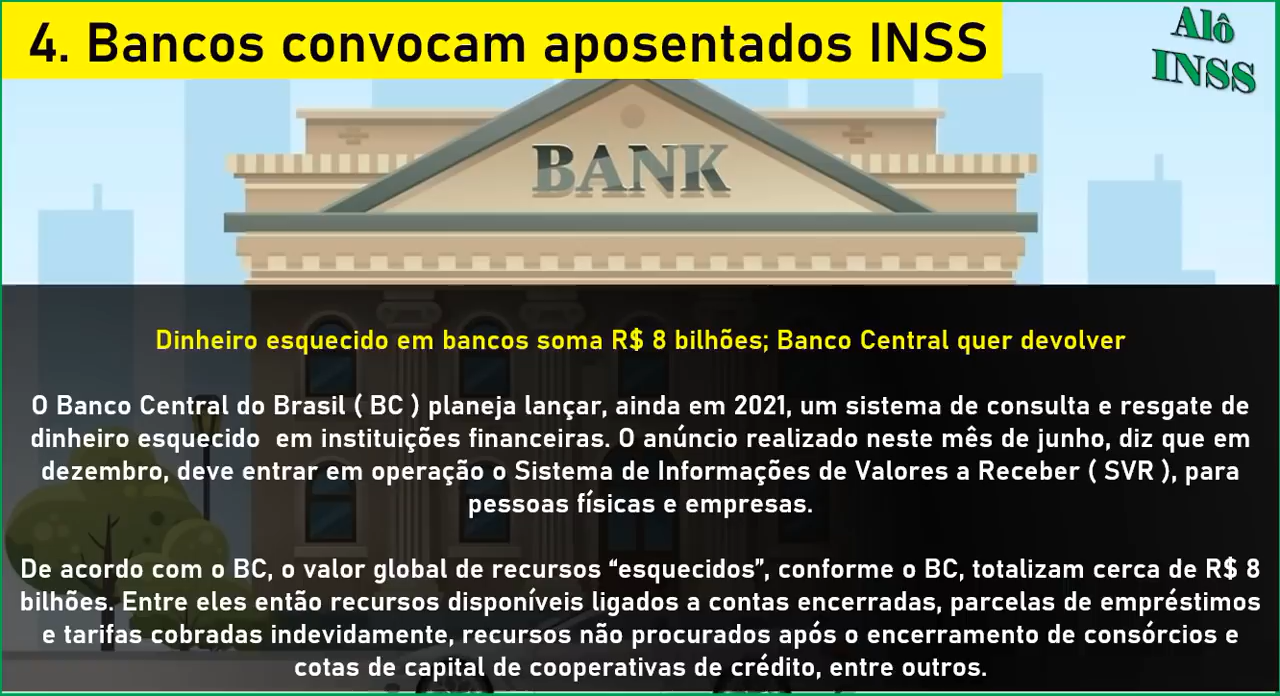 4. Bancos convocam aposentados INSS
Alô
INSS
BANK
Dinheiro esquecido em bancos soma R$ 8 bilhões; Banco Central quer devolver
O Banco Central do Brasil ( BC ) planeja lançar, ainda em 2021, um sistema de consulta e resgate de
dinheiro esquecido  em instituições financeiras. O anúncio realizado neste mês de junho, diz que em
dezembro, deve entrar em operação o Sistema de Informações de Valores a Receber ( SVR ), para
pessoas físicas e empresas.
De acordo com o BC, o valor global de recursos “esquecidos”, conforme o BC, totalizam cerca de R$ 8
bilhões. Entre eles então recursos disponíveis ligados a contas encerradas, parcelas de empréstimos
e tarifas cobradas indevidamente, recursos não procurados após o encerramento de consórcios e
cotas de capital de cooperativas de crédito, entre outros.